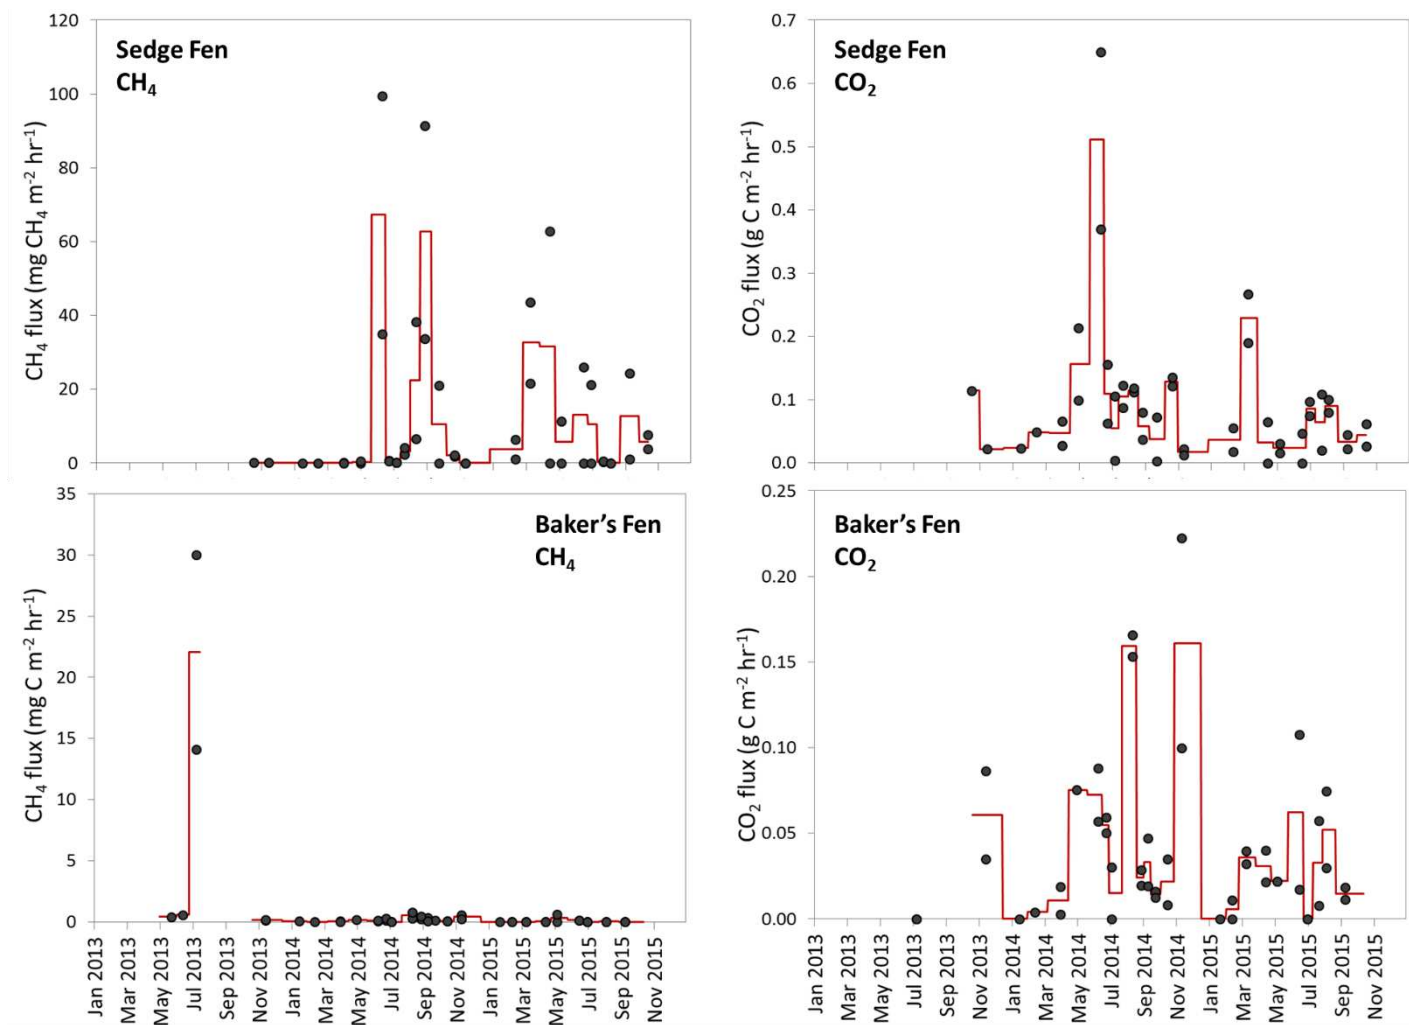 120
100
80
60
40
20
0
CH4 flux (mg CH4 m-2 hr-1)
Sedge Fen
CH4
0.7
0.6
0.5
0.4
0.3
0.2
0.1
0.0
CO2 flux (g C m-2 hr-1)
Sedge Fen
CO2
35
30
25
20
15
10
5
0
CH4 flux (mg C m-2 hr-1)
Baker’s Fen
CH4
Jan 2013
Mar 2013
May 2013
Jul 2013
Sep 2013
Nov 2013
Jan 2014
Mar 2014
May 2014
Jul 2014
Sep 2014
Nov 2014
Jan 2015
Mar 2015
May 2015
Jul 2015
Sep 2015
Nov 2015
0.25
0.20
0.15
0.10
0.05
0.00
CO2 flux (g C m-2 hr-1)
Baker’s Fen
CO2
Jan 2013
Mar 2013
May 2013
Jul 2013
Sep 2013
Nov 2013
Jan 2014
Mar 2014
May 2014
Jul 2014
Sep 2014
Nov 2014
Jan 2015
Mar 2015
May 2015
Jul 2015
Sep 2015
Nov 2015